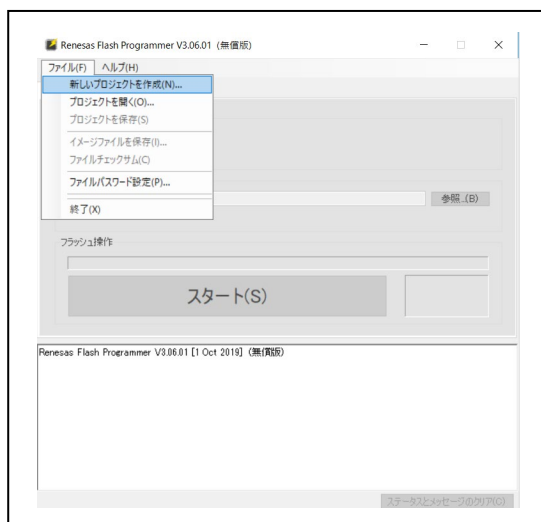 Renesas Flash Programmer V3.06.01 (無償版)
ファイル(F) ヘルプ(H)
新しいプロジェクトを作成(N)...
プロジェクトを開く(O)...
プロジェクトを保存(S)
イメージファイルを保存(I)...
ファイルチェックサム(C)
ファイルパスワード設定(P)...
終了(X)
参照...(B)
フラッシュ操作
スタート(S)
Renesas Flash Programmer V3.06.01 [1 Oct 2019] (無償版)
ステータスとメッセージのクリア(C)